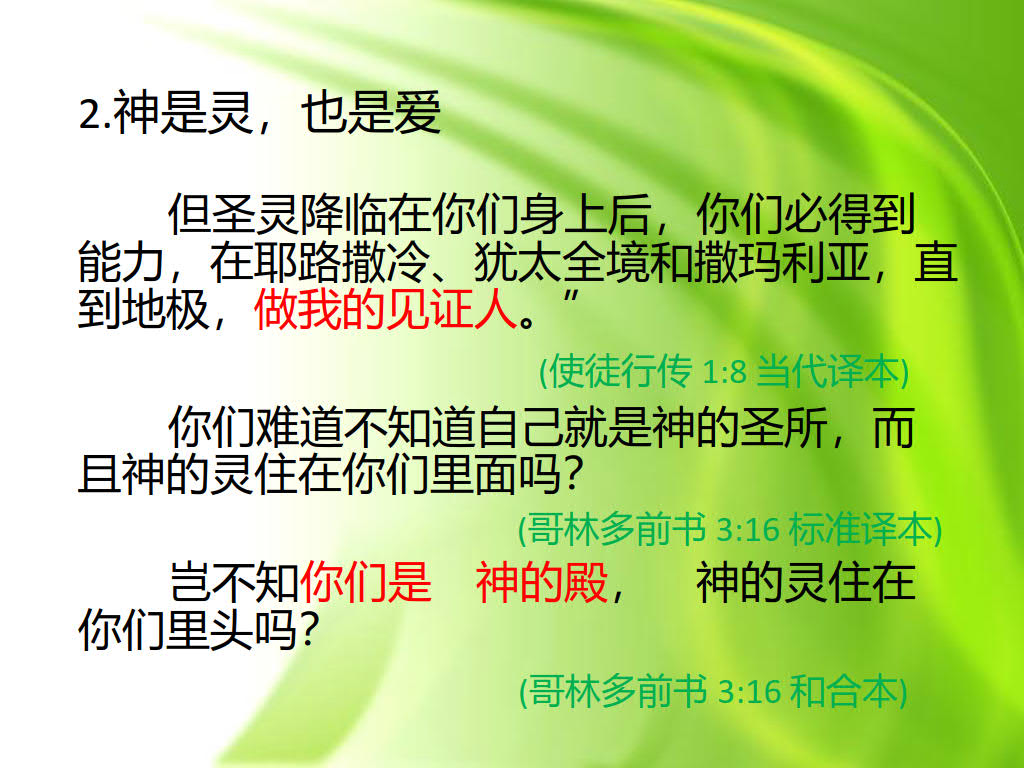 2.神是灵，也是爱
但圣灵降临在你们身上后，你们必得到
能力，在耶路撒冷、犹太全境和撒玛利亚，直
到地极，做我的见证人。”
(使徒行传 1:8 当代译本)
你们难道不知道自己就是神的圣所，而
且神的灵住在你们里面吗？
(哥林多前书 3:16 标准译本)
岂不知你们是　神的殿，　神的灵住在
你们里头吗？
(哥林多前书 3:16 和合本)